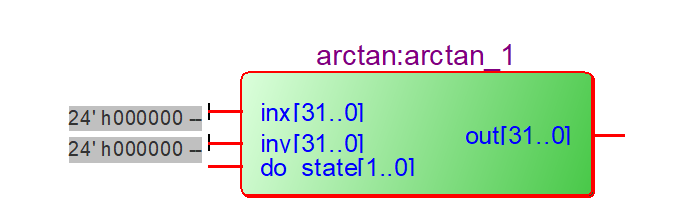 arctan:arctan_1
24'h000000 --
inx[31..0]
24'h000000 --
iny[31..0]
out[31..0]
do_state[1..0]